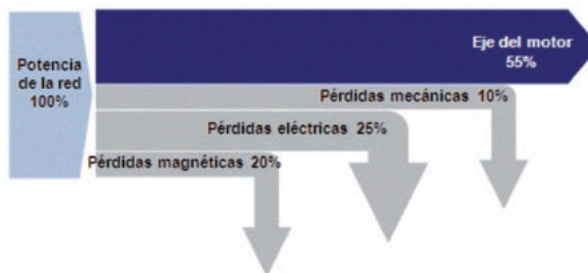 Potencia
de la red
100%
Eje del motor
55%
Pérdidas mecánicas 10%
Pérdidas eléctricas 25%
Pérdidas magnéticas 20%